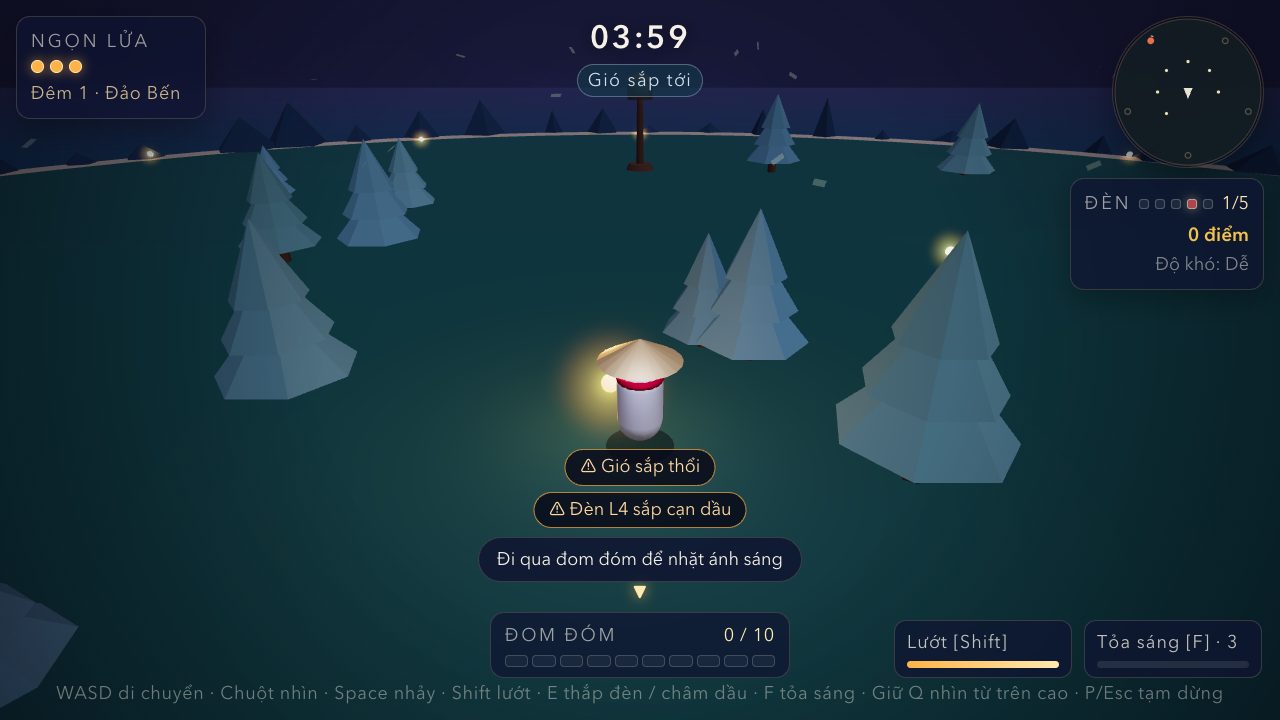 NGỌN LỬA
Đêm 1 · Đảo Bến
03:59
Gió sắp tới
ĐÈN 1/5
0 điểm
Độ khó: Dễ
⚠ Gió sắp thổi
⚠ Đèn L4 sắp cạn dầu
Đi qua đom đóm để nhặt ánh sáng
ĐOM ĐÓM 0 / 10
Lướt [Shift]
Tỏa sáng [F] · 3
WASD di chuyển · Chuột nhìn · Space nhảy · Shift lướt · E thắp đèn / châm dầu · F tỏa sáng · Giữ Q nhìn từ trên cao · P/Esc tạm dừng